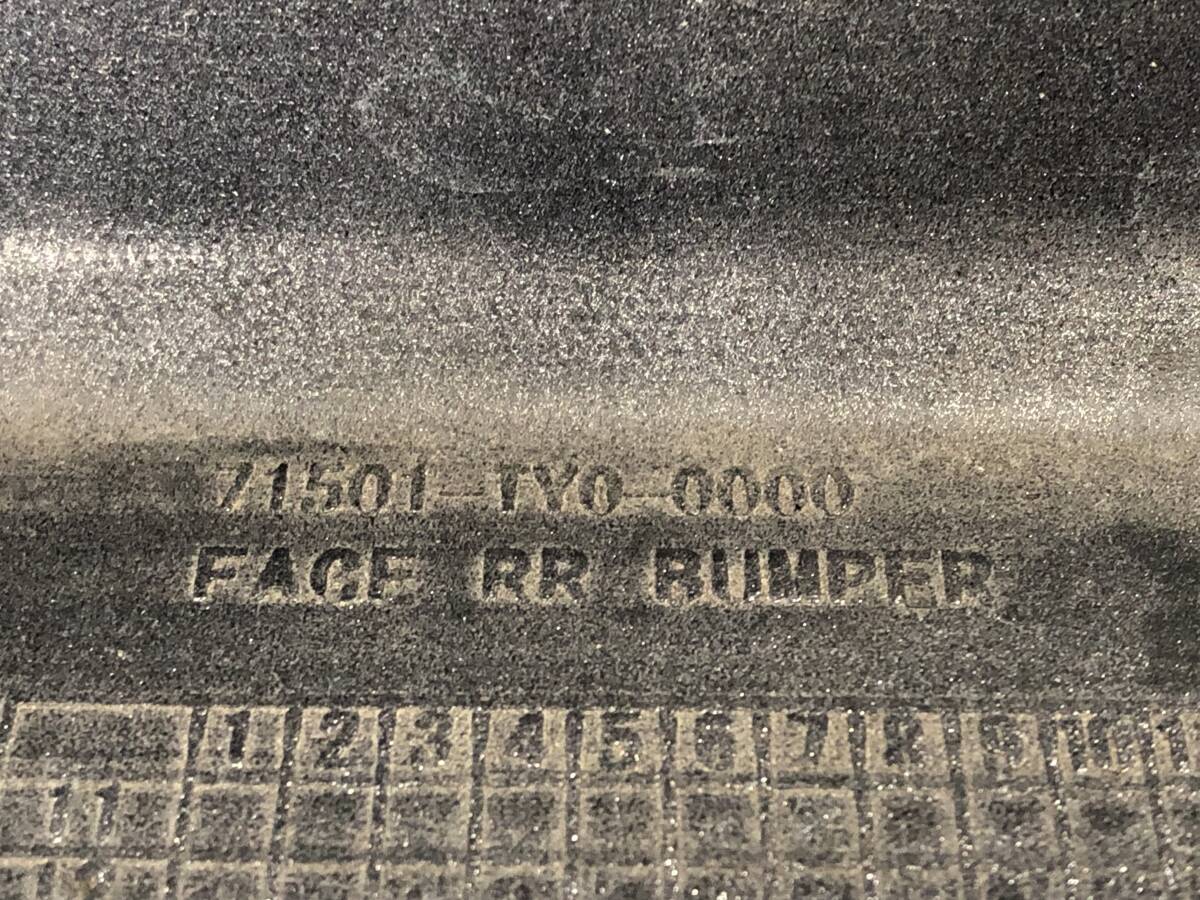 71501-TY0-0000
FACE RR BUMPER
1 2 3 4 5 6 7 8 9 10
11